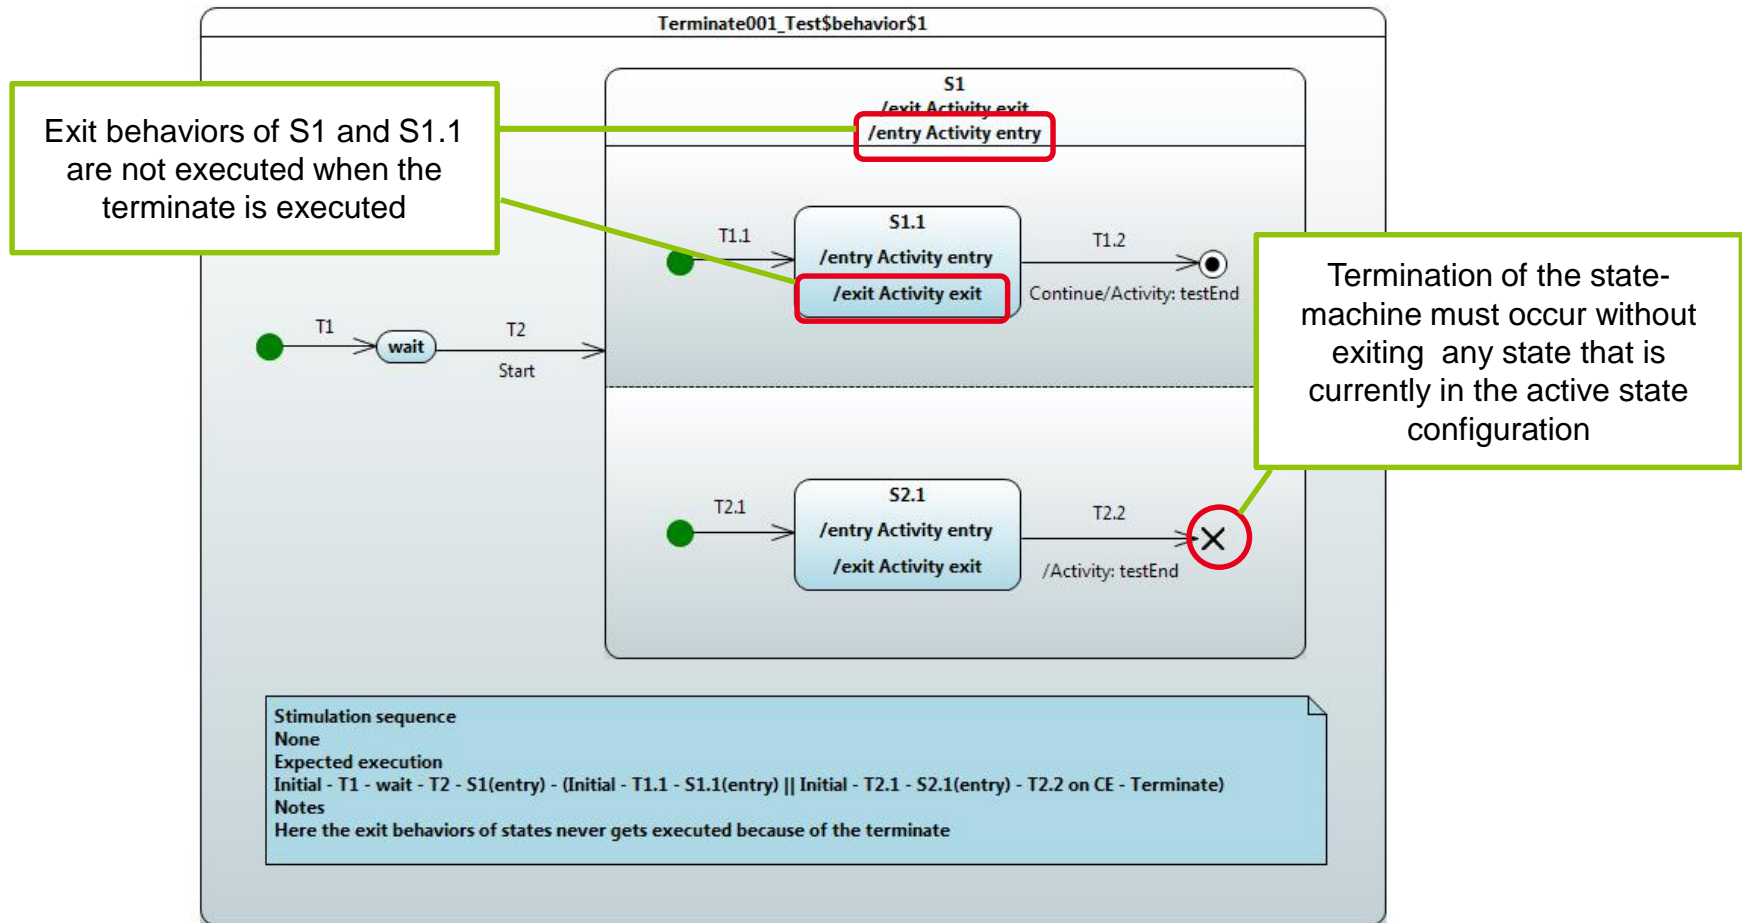 Terminate001_Test$behavior$1
Exit behaviors of S1 and S1.1
are not executed when the
terminate is executed
S1
/exit Activity exit
/entry Activity entry
T1.1
S1.1
/entry Activity entry
/exit Activity exit
T1.2
Continue/Activity: testEnd
Termination of the state-
machine must occur without
exiting any state that is
currently in the active state
configuration
T1
wait
T2
Start
T2.1
S2.1
/entry Activity entry
/exit Activity exit
T2.2
/Activity: testEnd
Stimulation sequence
None
Expected execution
Initial - T1 - wait - T2 - S1(entry) - (Initial - T1.1 - S1.1(entry) || Initial - T2.1 - S2.1(entry) - T2.2 on CE - Terminate)
Notes
Here the exit behaviors of states never gets executed because of the terminate